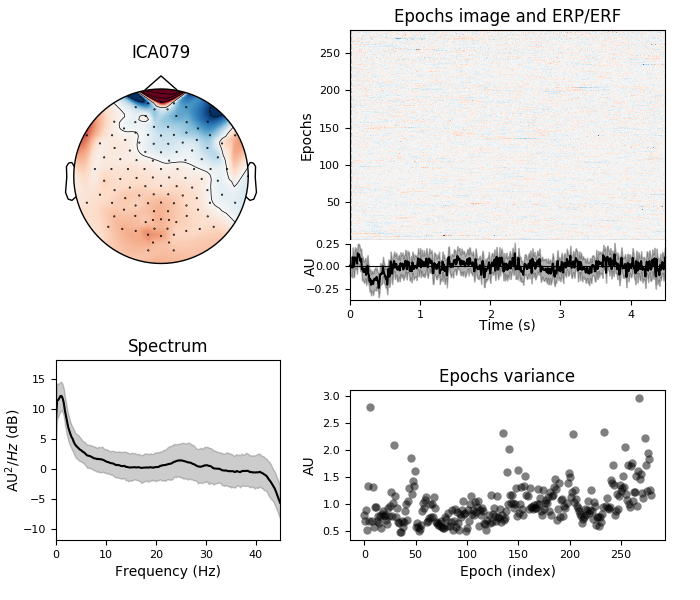 ICA079
Epochs image and ERP/ERF
Epochs
250
200
150
100
50
AU
0.25
0.00
−0.25
0 1 2 3 4
Time (s)
Spectrum
AU²/Hz (dB)
15
10
5
0
−5
−10
0 10 20 30 40
Frequency (Hz)
Epochs variance
AU
3.0
2.5
2.0
1.5
1.0
0.5
0 50 100 150 200 250
Epoch (index)